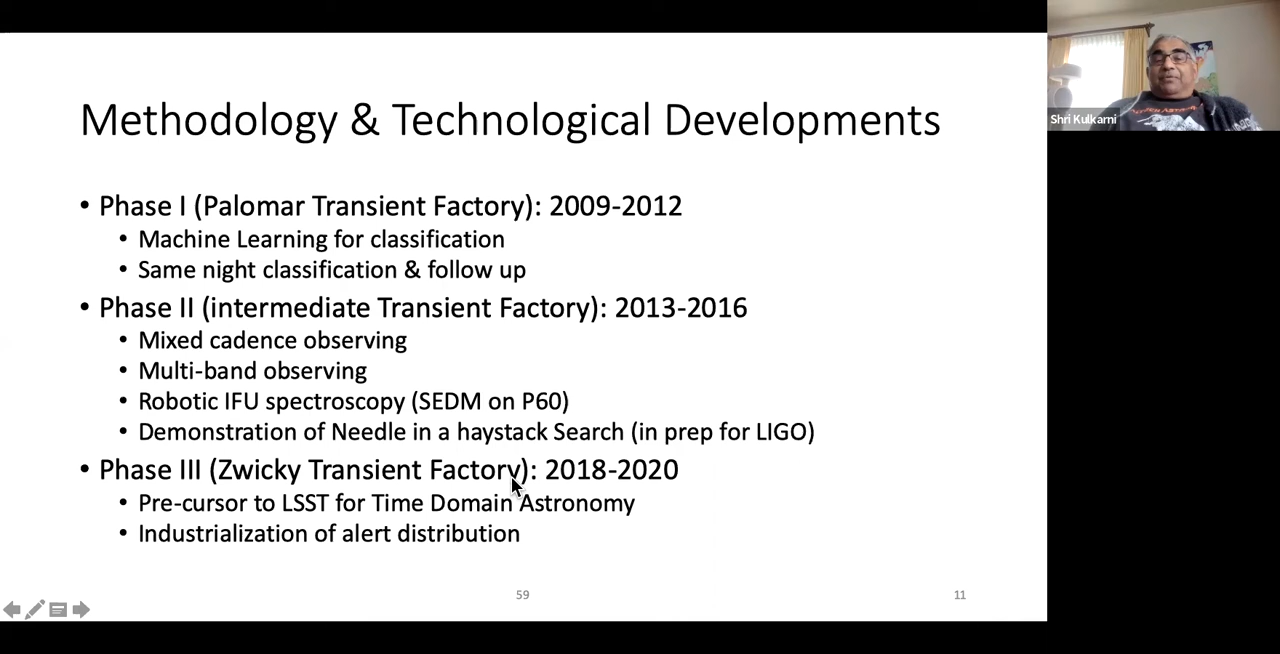 Methodology & Technological Developments
• Phase I (Palomar Transient Factory): 2009-2012
• Machine Learning for classification
• Same night classification & follow up
• Phase II (intermediate Transient Factory): 2013-2016
• Mixed cadence observing
• Multi-band observing
• Robotic IFU spectroscopy (SEDM on P60)
• Demonstration of Needle in a haystack Search (in prep for LIGO)
• Phase III (Zwicky Transient Factory): 2018-2020
• Pre-cursor to LSST for Time Domain Astronomy
• Industrialization of alert distribution
59
11
Shri Kulkarni